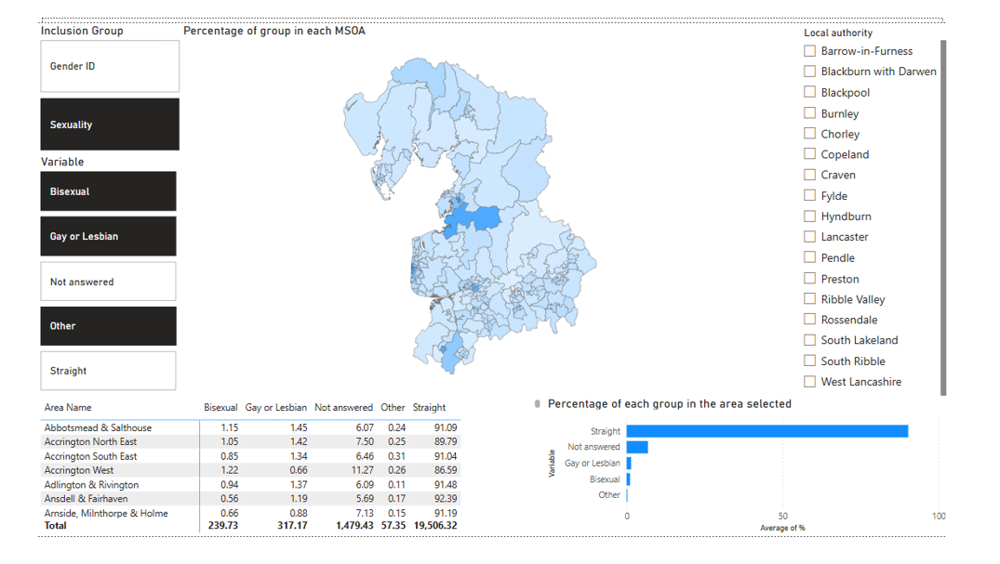 Inclusion Group
Gender ID
Sexuality
Variable
Bisexual
Gay or Lesbian
Not answered
Other
Straight
Percentage of group in each MSOA
Local authority
Barrow-in-Furness
Blackburn with Darwen
Blackpool
Burnley
Chorley
Copeland
Craven
Fylde
Hyndburn
Lancaster
Pendle
Preston
Ribble Valley
Rossendale
South Lakeland
South Ribble
West Lancashire
Area Name Bisexual Gay or Lesbian Not answered Other Straight
Abbotsmead & Salthouse 1.15 1.45 6.07 0.24 91.09
Accrington North East 1.05 1.42 7.50 0.25 89.79
Accrington South East 0.85 1.34 6.46 0.31 91.04
Accrington West 1.22 0.66 11.27 0.26 86.59
Adlington & Rivington 0.94 1.37 6.09 0.11 91.48
Ansdell & Fairhaven 0.56 1.19 5.69 0.17 92.39
Arnside, Milnthorpe & Holme 0.66 0.88 7.13 0.15 91.19
Total 239.73 317.17 1,479.43 57.35 19,506.32
Percentage of each group in the area selected
Variable
Straight
Not answered
Gay or Lesbian
Bisexual
Other
0 50 100
Average of %